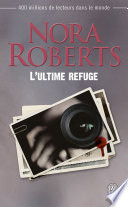 400 millions de lecteurs dans le monde
NORA
ROBERTS
L'ULTIME REFUGE